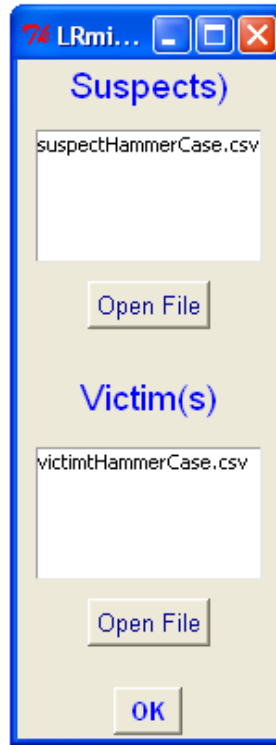 LRmi...
Suspects)
suspectHammerCase.csv
Open File
Victim(s)
victimtHammerCase.csv
Open File
OK